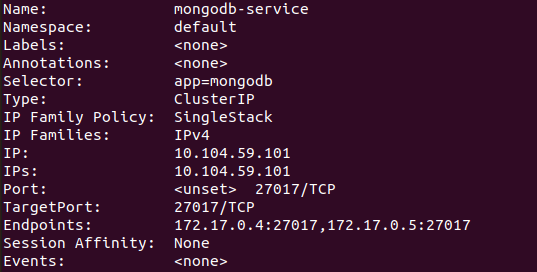 Name: mongodb-service
Namespace: default
Labels: <none>
Annotations: <none>
Selector: app=mongodb
Type: ClusterIP
IP Family Policy: SingleStack
IP Families: IPv4
IP: 10.104.59.101
IPs: 10.104.59.101
Port: <unset> 27017/TCP
TargetPort: 27017/TCP
Endpoints: 172.17.0.4:27017,172.17.0.5:27017
Session Affinity: None
Events: <none>